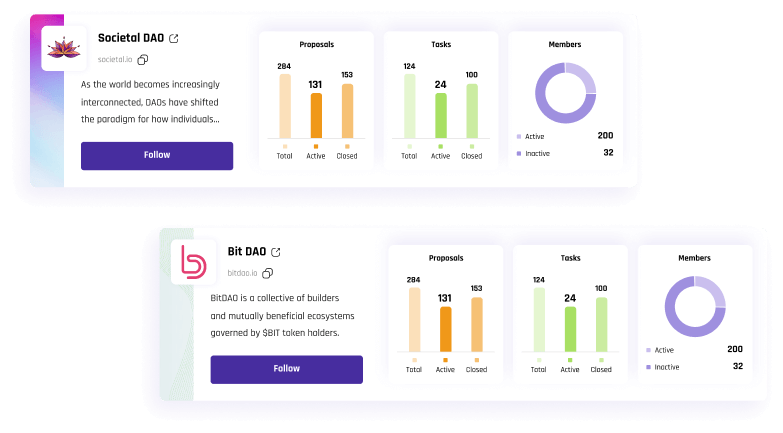 Societal DAO
societal.io
As the world becomes increasingly
interconnected, DAOs have shifted
the paradigm for how individuals...
Follow
Proposals
284
131
153
Total Active Closed
Tasks
124
24
100
Total Active Closed
Members
Active 200
Inactive 32
Bit DAO
bitdao.io
BitDAO is a collective of builders
and mutually beneficial ecosystems
governed by $BIT token holders.
Follow
Proposals
284
131
153
Total Active Closed
Tasks
124
24
100
Total Active Closed
Members
Active 200
Inactive 32